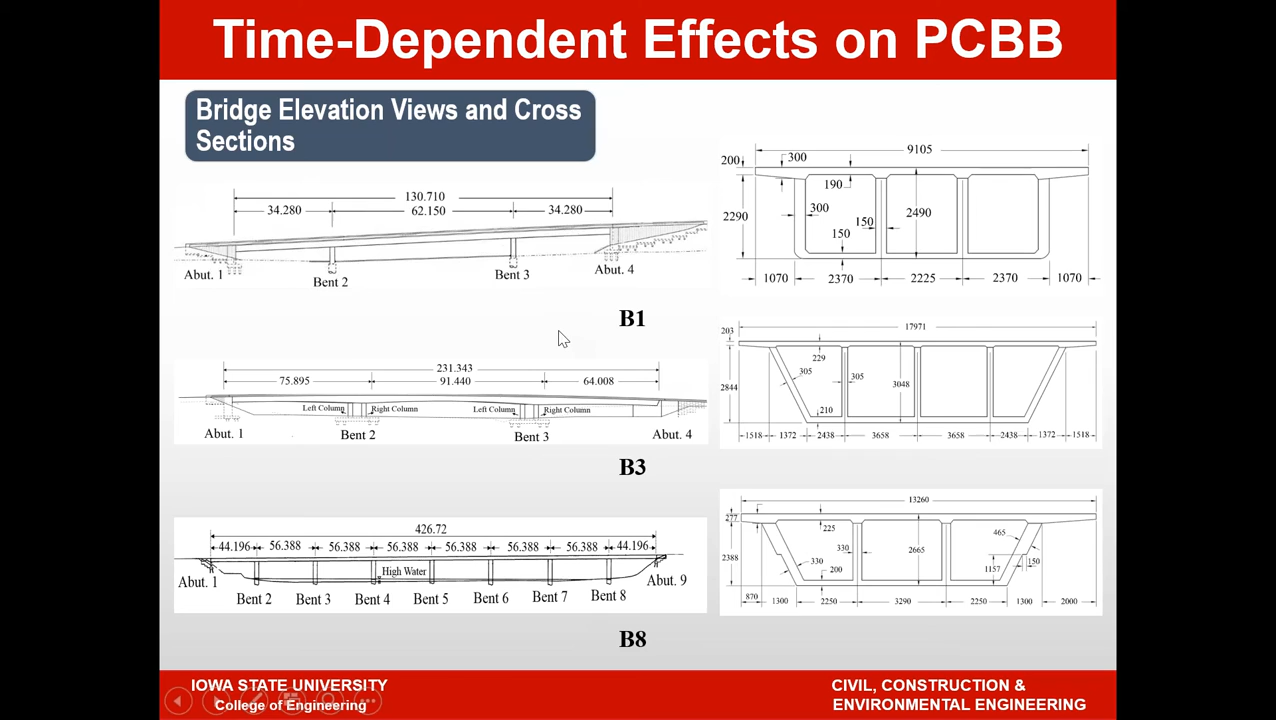 Time-Dependent Effects on PCBB
Bridge Elevation Views and Cross
Sections
130.710
34.280 62.150 34.280
Abut. 1 Bent 2 Bent 3 Abut. 4
B1
9105
200 300
190
2290 300 150 2490
150
1070 2370 2225 2370 1070
231.343
75.895 91.440 64.008
Left Column Right Column Left Column Right Column
Abut. 1 Bent 2 Bent 3 Abut. 4
B3
17971
203
229
305 305
2844 3048
210
1518 1372 2438 3658 3658 2438 1372 1518
426.72
44.196 56.388 56.388 56.388 56.388 56.388 56.388 44.196
High Water
Abut. 1 Abut. 9
Bent 2 Bent 3 Bent 4 Bent 5 Bent 6 Bent 7 Bent 8
B8
13260
277
225 465
330
2388 2665
330 200 1157 150
870 1300 2250 3290 2250 1300 2000
IOWA STATE UNIVERSITY
College of Engineering
CIVIL, CONSTRUCTION &
ENVIRONMENTAL ENGINEERING